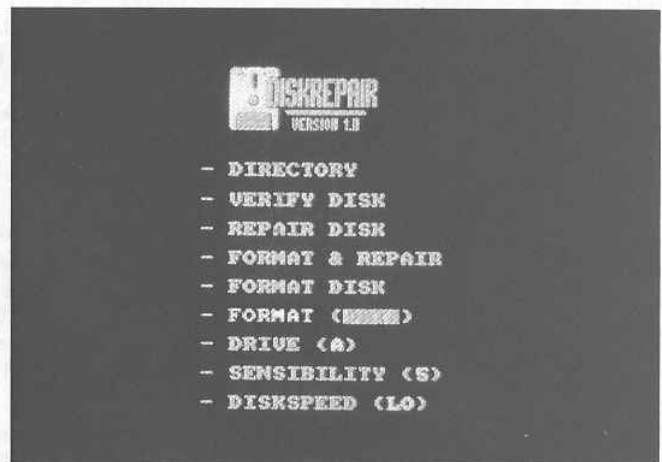 DISKREPAIR
VERSION 1.0
- DIRECTORY
- VERIFY DISK
- REPAIR DISK
- FORMAT & REPAIR
- FORMAT DISK
- FORMAT ( )
- DRIVE (A)
- SENSIBILITY (5)
- DISKSPEED (LO)